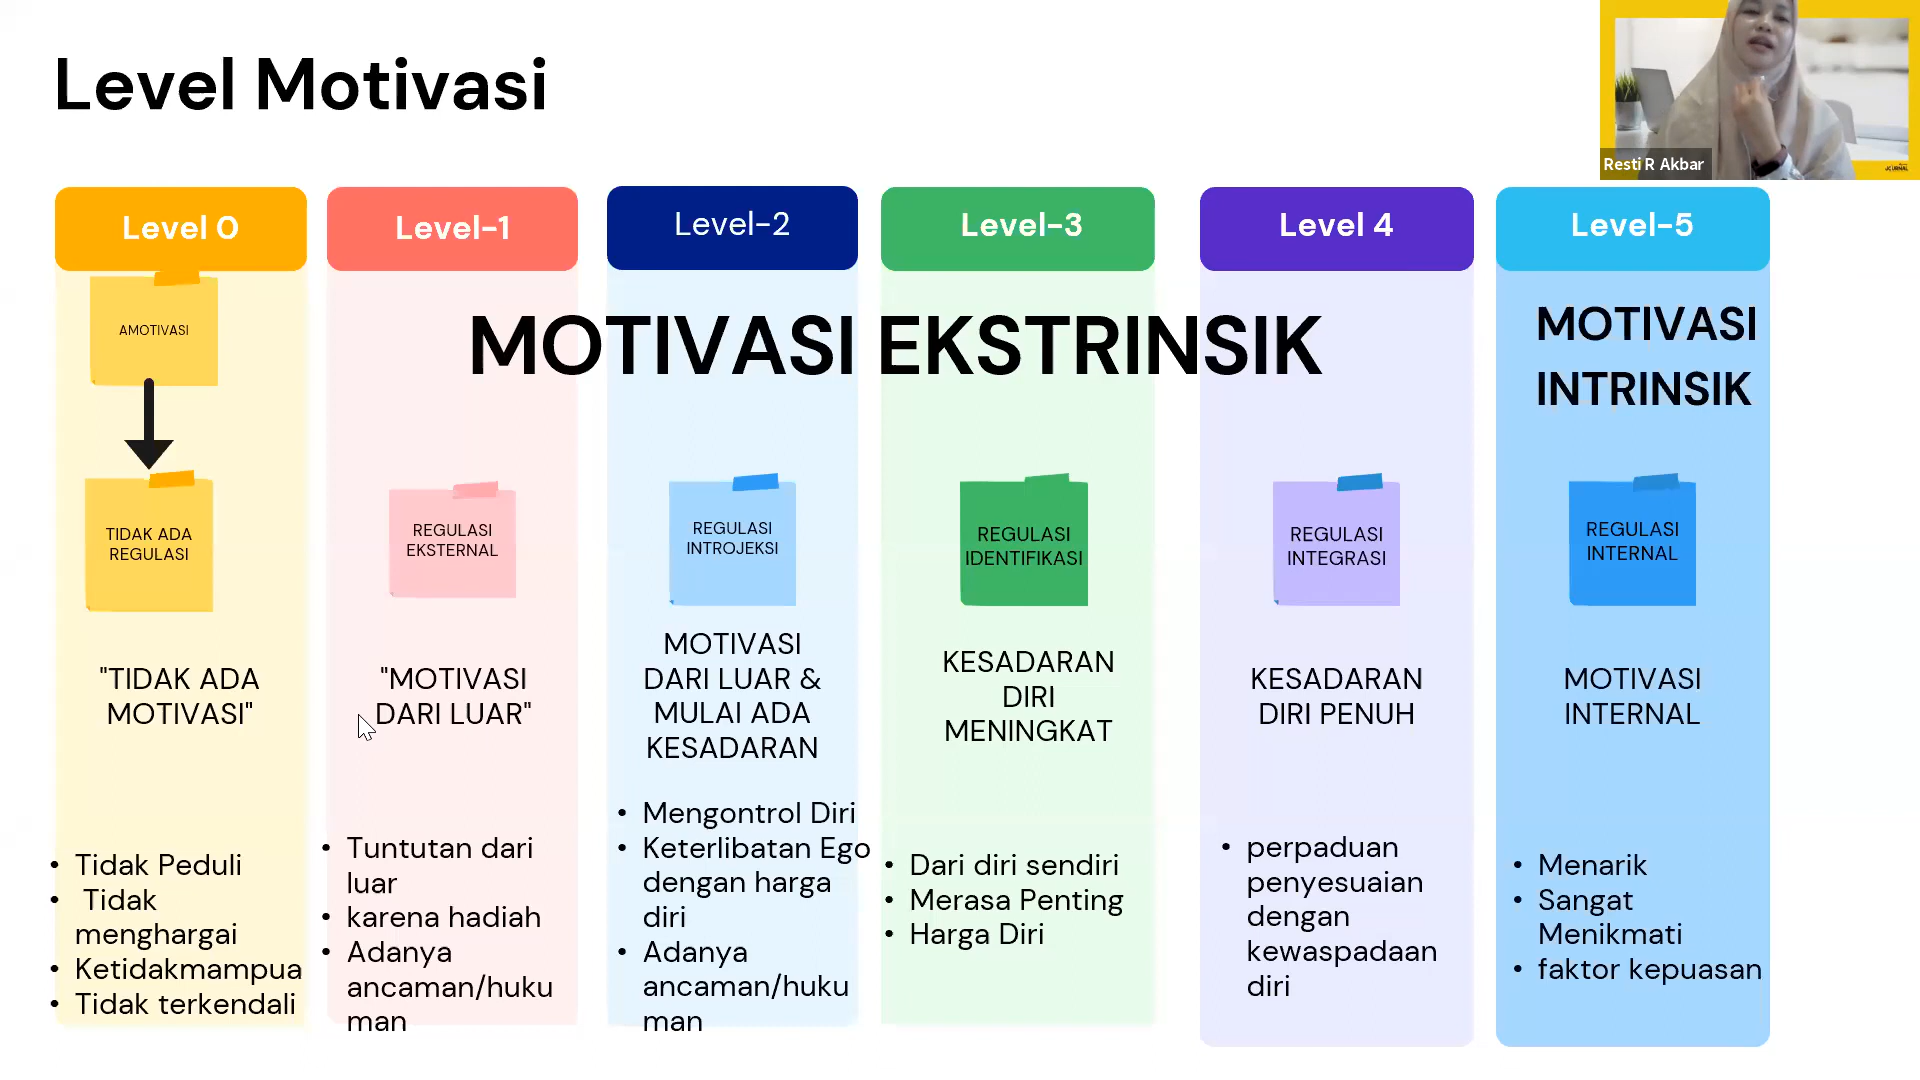 Level Motivasi
Resti R Akbar
Level 0
AMOTIVASI
TIDAK ADA
REGULASI
"TIDAK ADA
MOTIVASI"
• Tidak Peduli
• Tidak
menghargai
• Ketidakmampua
• Tidak terkendali
MOTIVASI EKSTRINSIK
Level-1
REGULASI
EKSTERNAL
"MOTIVASI
DARI LUAR"
• Tuntutan dari
luar
• karena hadiah
• Adanya
ancaman/huku
man
Level-2
REGULASI
INTROJEKSI
MOTIVASI
DARI LUAR &
MULAI ADA
KESADARAN
• Mengontrol Diri
• Keterlibatan Ego
dengan harga
diri
• Adanya
ancaman/huku
man
Level-3
REGULASI
IDENTIFIKASI
KESADARAN
DIRI
MENINGKAT
• Dari diri sendiri
• Merasa Penting
• Harga Diri
Level 4
REGULASI
INTEGRASI
KESADARAN
DIRI PENUH
• perpaduan
penyesuaian
dengan
kewaspadaan
diri
Level-5
MOTIVASI
INTRINSIK
REGULASI
INTERNAL
MOTIVASI
INTERNAL
• Menarik
• Sangat
Menikmati
• faktor kepuasan